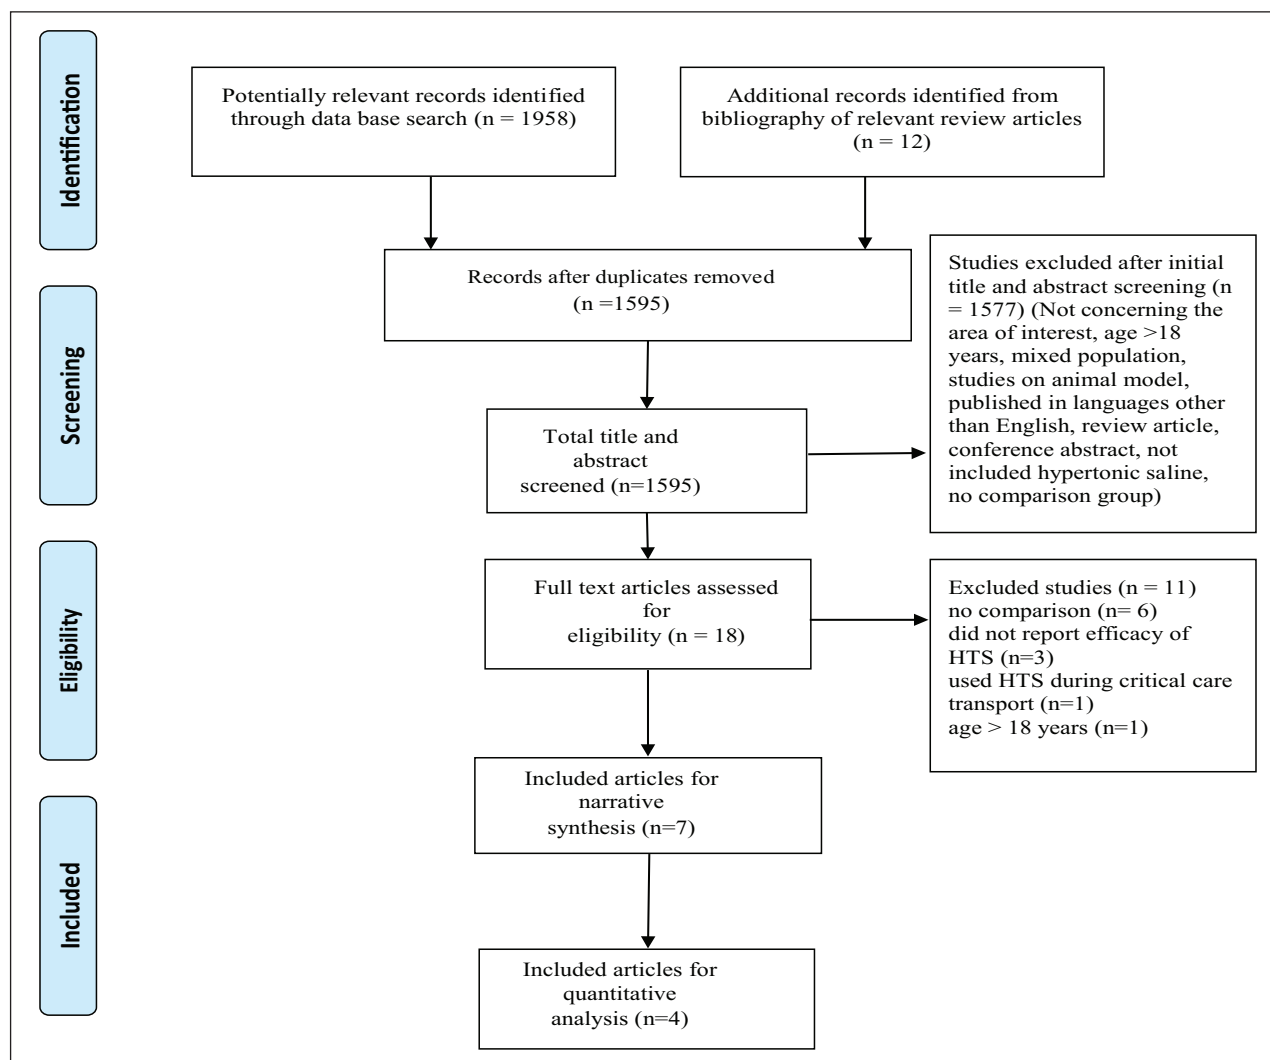 Identification
Potentially relevant records identified
through data base search (n = 1958)
Additional records identified from
bibliography of relevant review articles
(n = 12)
Records after duplicates removed
(n =1595)
Screening
Total title and
abstract
screened (n=1595)
Studies excluded after initial
title and abstract screening (n
= 1577) (Not concerning the
area of interest, age >18
years, mixed population,
studies on animal model,
published in languages other
than English, review article,
conference abstract, not
included hypertonic saline,
no comparison group)
Eligibility
Full text articles assessed
for
eligibility (n = 18)
Excluded studies (n = 11)
no comparison (n= 6)
did not report efficacy of
HTS (n=3)
used HTS during critical care
transport (n=1)
age > 18 years (n=1)
Included
Included articles for
narrative
synthesis (n=7)
Included articles for
quantitative
analysis (n=4)